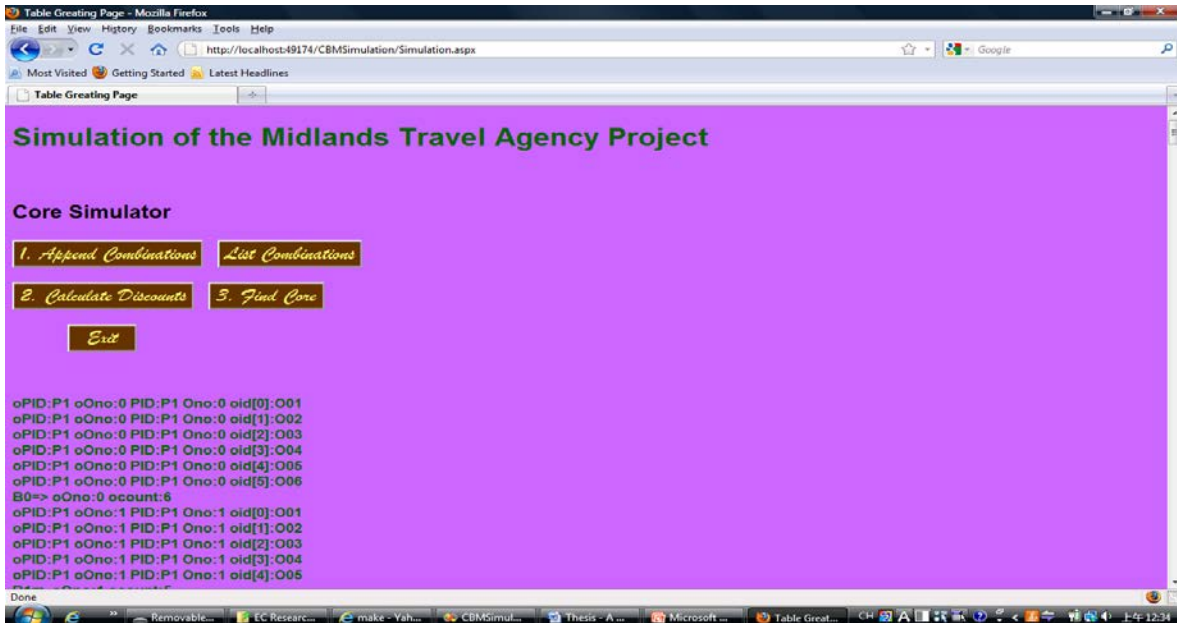 Table Greating Page - Mozilla Firefox
File Edit View History Bookmarks Tools Help
http://localhost:49174/CBMSimulation/Simulation.aspx
Google
Most Visited Getting Started Latest Headlines
Table Greating Page
Simulation of the Midlands Travel Agency Project
Core Simulator
1. Append Combinations List Combinations
2. Calculate Discounts 3. Find Core
Exit
oPID:P1 oOno:0 PID:P1 Ono:0 oid[0]:O01
oPID:P1 oOno:0 PID:P1 Ono:0 oid[1]:O02
oPID:P1 oOno:0 PID:P1 Ono:0 oid[2]:O03
oPID:P1 oOno:0 PID:P1 Ono:0 oid[3]:O04
oPID:P1 oOno:0 PID:P1 Ono:0 oid[4]:O05
oPID:P1 oOno:0 PID:P1 Ono:0 oid[5]:O06
B0=> oOno:0 ocount:6
oPID:P1 oOno:1 PID:P1 Ono:1 oid[0]:O01
oPID:P1 oOno:1 PID:P1 Ono:1 oid[1]:O02
oPID:P1 oOno:1 PID:P1 Ono:1 oid[2]:O03
oPID:P1 oOno:1 PID:P1 Ono:1 oid[3]:O04
oPID:P1 oOno:1 PID:P1 Ono:1 oid[4]:O05
Done
Removable... EC Researc... make - Yah... CBMSimul... Thesis - A ... Microsoft ... Table Great... CH A 上午 12:34